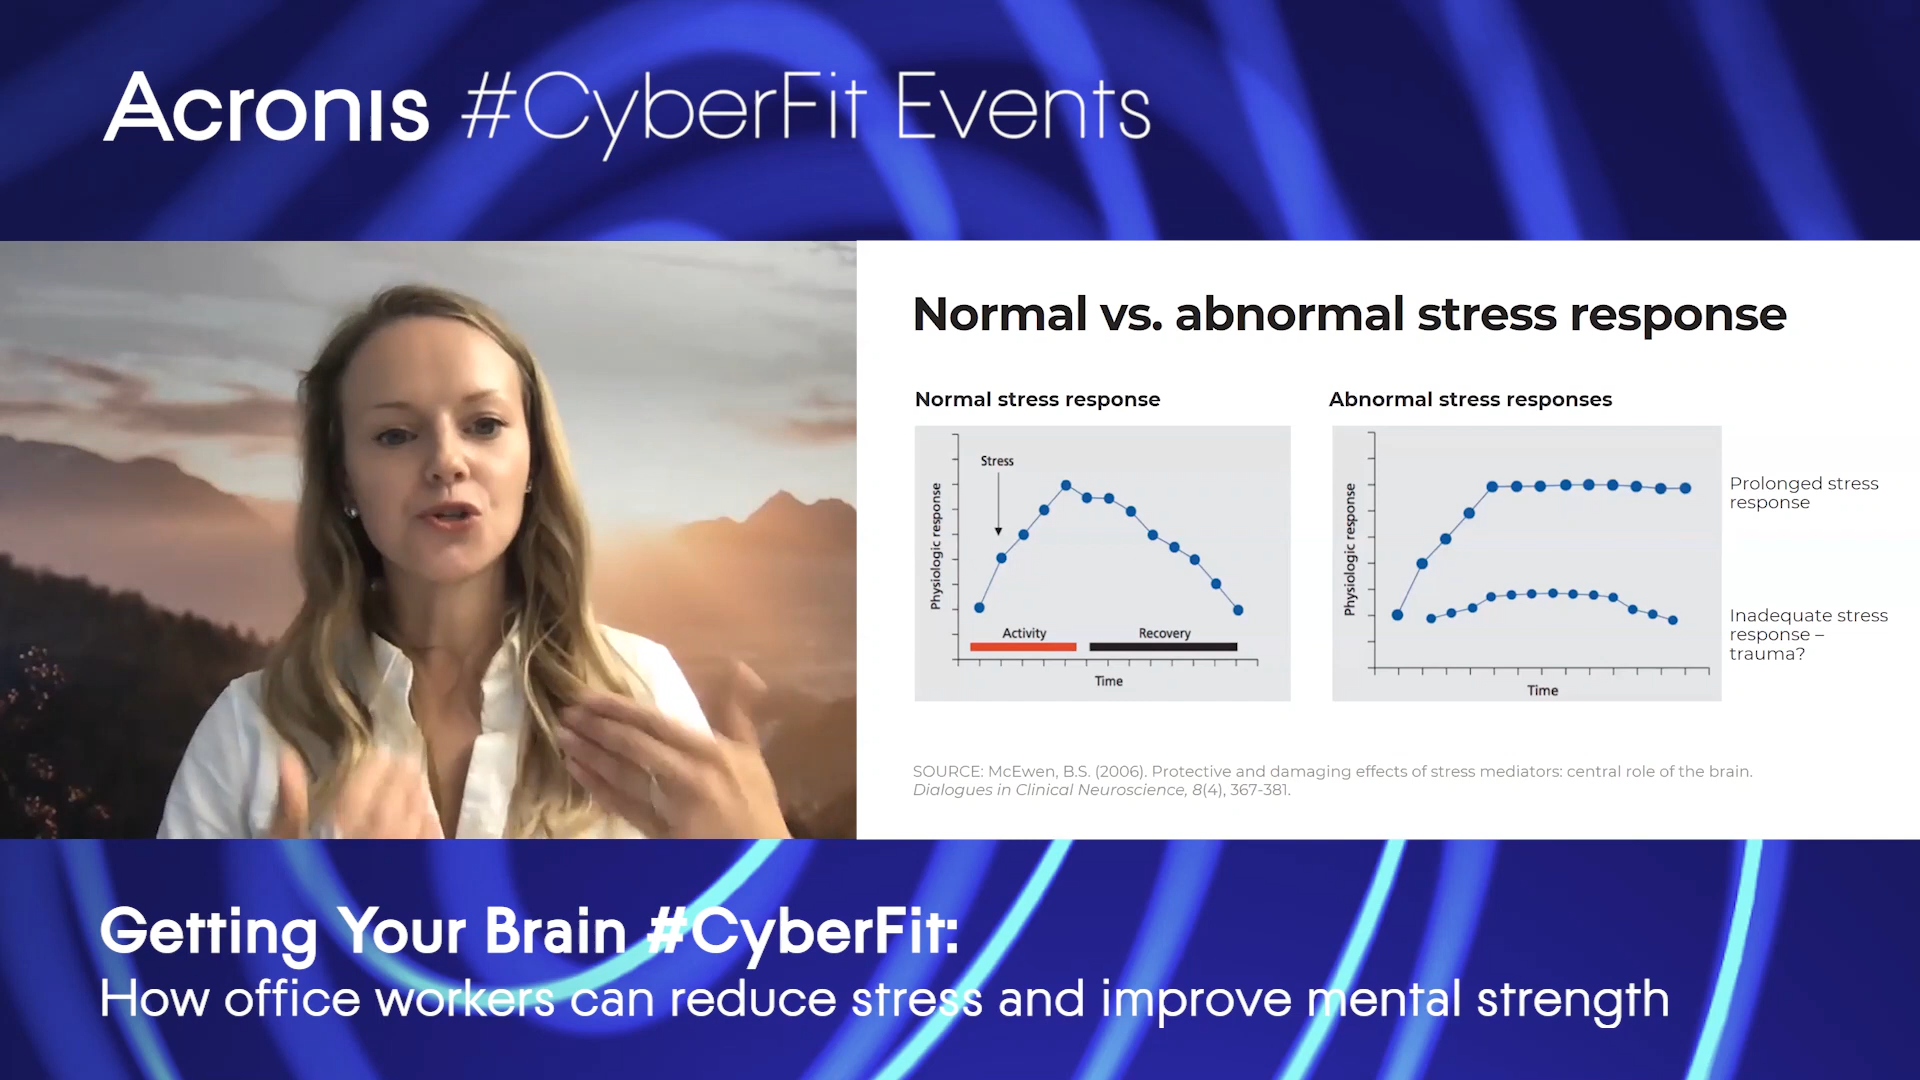 Acronis #CyberFit Events
Normal vs. abnormal stress response
Normal stress response
Physiologic response
Stress
Activity
Recovery
Time
Abnormal stress responses
Physiologic response
Time
Prolonged stress
response
Inadequate stress
response –
trauma?
SOURCE: McEwen, B.S. (2006). Protective and damaging effects of stress mediators: central role of the brain.
Dialogues in Clinical Neuroscience, 8(4), 367-381.
Getting Your Brain #CyberFit:
How office workers can reduce stress and improve mental strength